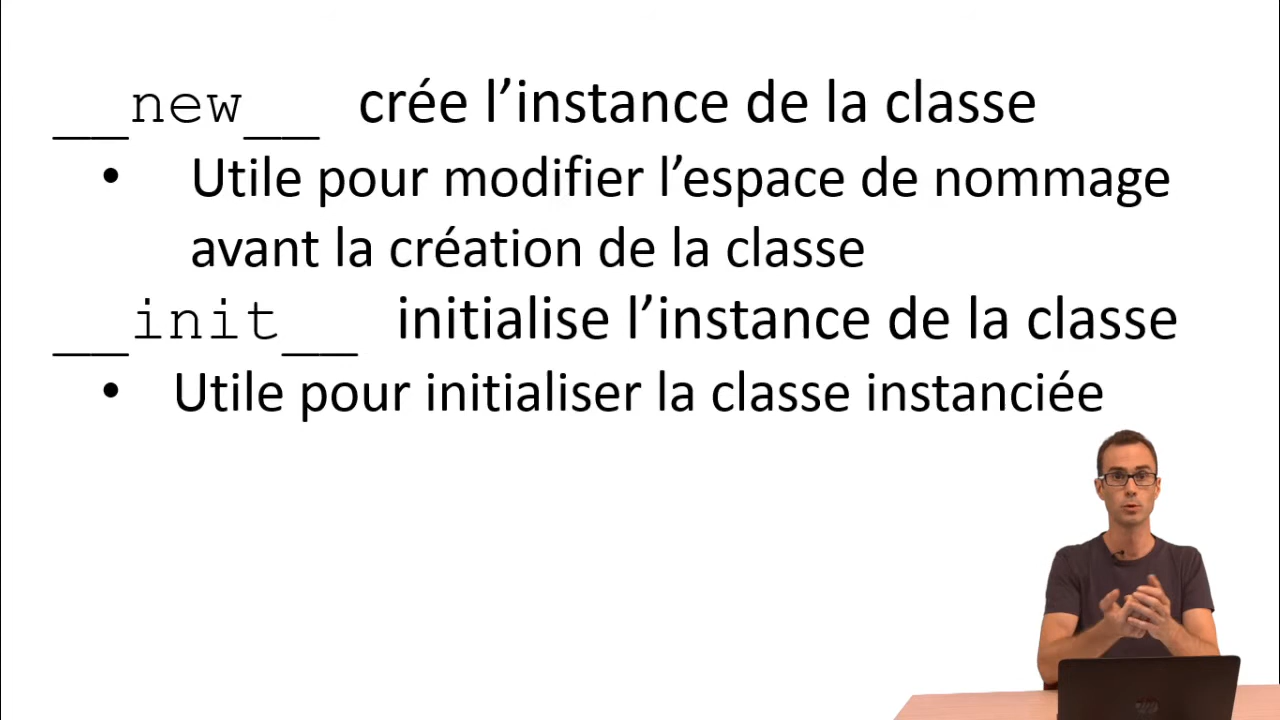 __new__ crée l’instance de la classe
• Utile pour modifier l’espace de nommage
avant la création de la classe
__init__ initialise l’instance de la classe
• Utile pour initialiser la classe instanciée
hp